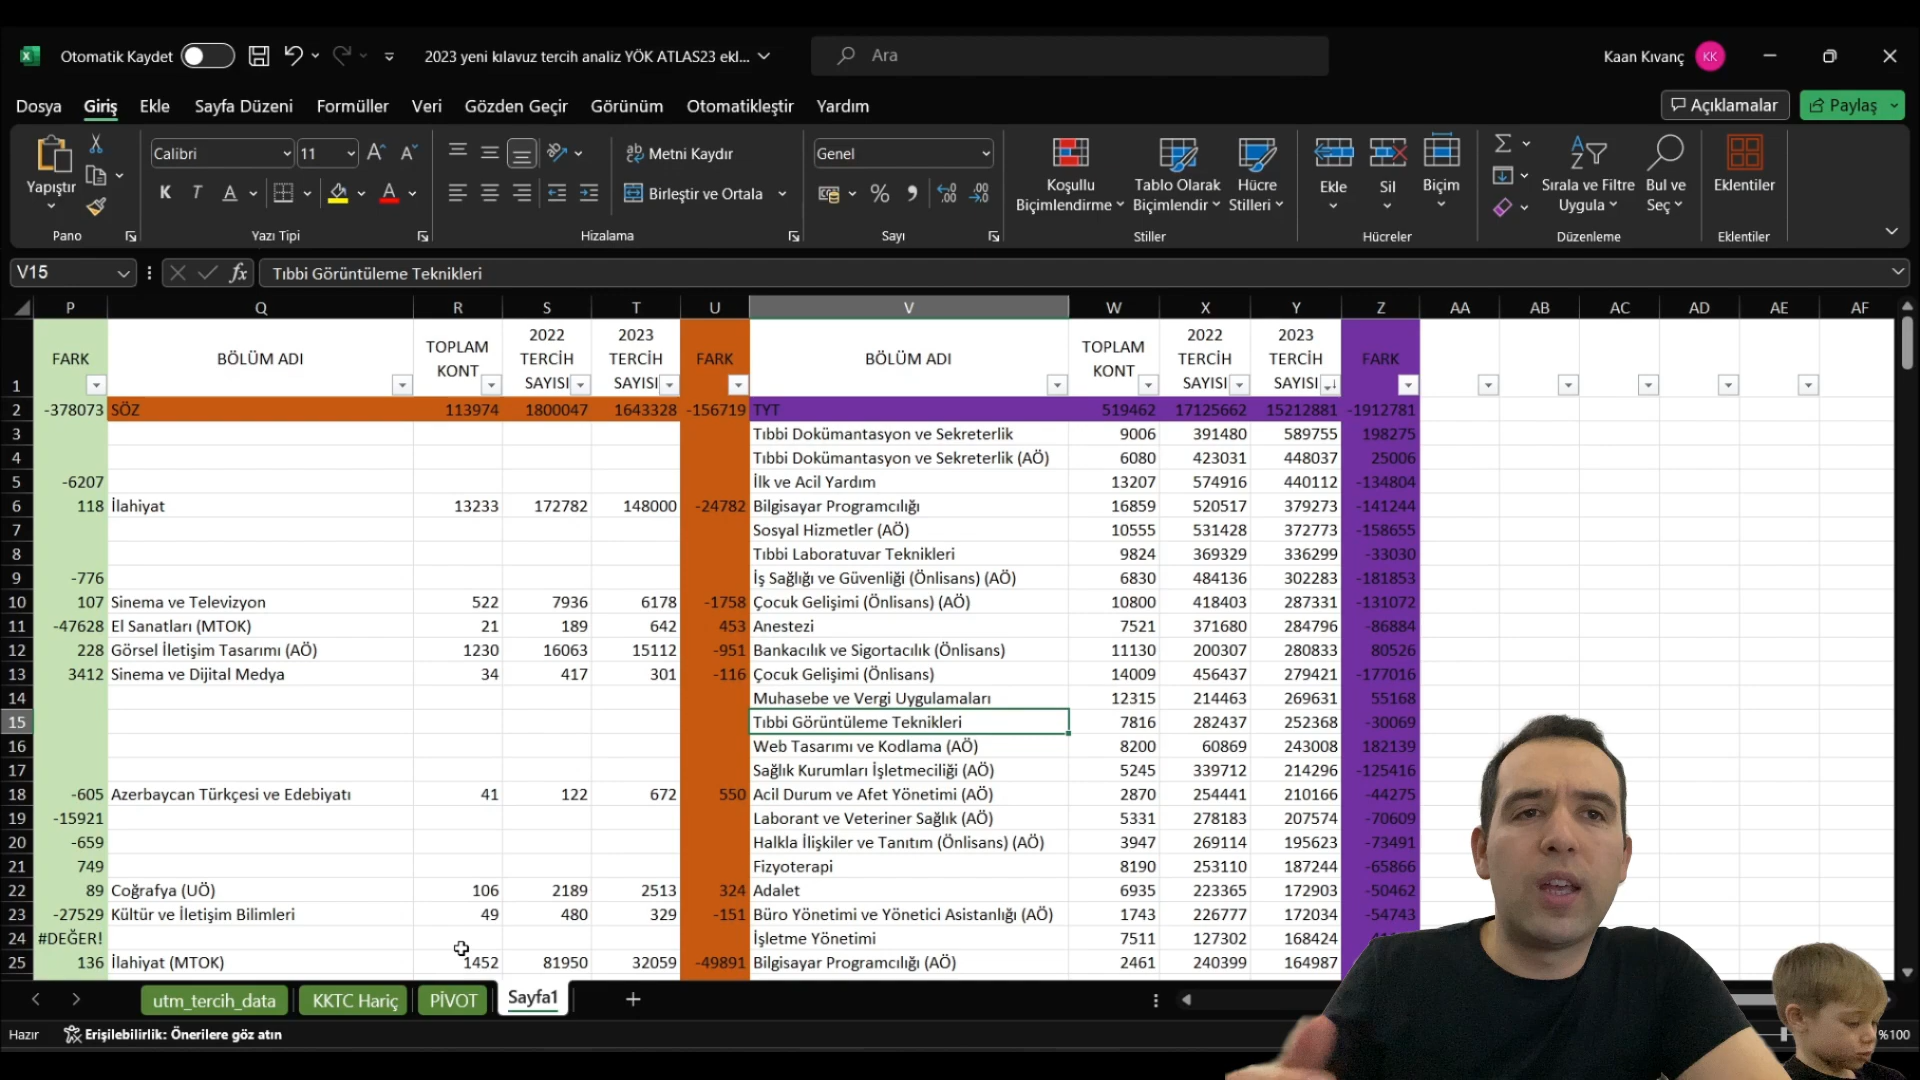 Otomatik Kaydet 2023 yeni kılavuz tercih analiz YÖK ATLAS23 ekl... Ara Kaan Kıvanç KK
Dosya Giriş Ekle Sayfa Düzeni Formüller Veri Gözden Geçir Görünüm Otomatikleştir Yardım Açıklamalar Paylaş
Yapıştır Calibri 11 Metni Kaydır Genel Koşullu Biçimlendirme Tablo Olarak Biçimlendir Hücre Stilleri Ekle Sil Biçim Sırala ve Filtre Uygula Bul ve Seç Eklentiler
K T A A Birleştir ve Ortala % ,
Pano Yazı Tipi Hizalama Sayı Stiller Hücreler Düzenleme Eklentiler
V15 fx Tıbbi Görüntüleme Teknikleri
P Q R S T U V W X Y Z AA AB AC AD AE AF
1 FARK BÖLÜM ADI TOPLAM KONT 2022 TERCİH SAYISI 2023 TERCİH SAYISI FARK BÖLÜM ADI TOPLAM KONT 2022 TERCİH SAYISI 2023 TERCİH SAYISI FARK
2 -378073 SÖZ 113974 1800047 1643328 -156719 TYT 519462 17125662 15212881 -1912781
3 Tıbbi Dokümantasyon ve Sekreterlik 9006 391480 589755 198275
4 Tıbbi Dokümantasyon ve Sekreterlik (AÖ) 6080 423031 448037 25006
5 -6207 İlk ve Acil Yardım 13207 574916 440112 -134804
6 118 İlahiyat 13233 172782 148000 -24782 Bilgisayar Programcılığı 16859 520517 379273 -141244
7 Sosyal Hizmetler (AÖ) 10555 531428 372773 -158655
8 Tıbbi Laboratuvar Teknikleri 9824 369329 336299 -33030
9 -776 İş Sağlığı ve Güvenliği (Önlisans) (AÖ) 6830 484136 302283 -181853
10 107 Sinema ve Televizyon 522 7936 6178 -1758 Çocuk Gelişimi (Önlisans) (AÖ) 10800 418403 287331 -131072
11 -47628 El Sanatları (MTOK) 21 189 642 453 Anestezi 7521 371680 284796 -86884
12 228 Görsel İletişim Tasarımı (AÖ) 1230 16063 15112 -951 Bankacılık ve Sigortacılık (Önlisans) 11130 200307 280833 80526
13 3412 Sinema ve Dijital Medya 34 417 301 -116 Çocuk Gelişimi (Önlisans) 14009 456437 279421 -177016
14 Muhasebe ve Vergi Uygulamaları 12315 214463 269631 55168
15 Tıbbi Görüntüleme Teknikleri 7816 282437 252368 -30069
16 Web Tasarımı ve Kodlama (AÖ) 8200 60869 243008 182139
17 Sağlık Kurumları İşletmeciliği (AÖ) 5245 339712 214296 -125416
18 -605 Azerbaycan Türkçesi ve Edebiyatı 41 122 672 550 Acil Durum ve Afet Yönetimi (AÖ) 2870 254441 210166 -44275
19 -15921 Laborant ve Veteriner Sağlık (AÖ) 5331 278183 207574 -70609
20 -659 Halkla İlişkiler ve Tanıtım (Önlisans) (AÖ) 3947 269114 195623 -73491
21 749 Fizyoterapi 8190 253110 187244 -65866
22 89 Coğrafya (UÖ) 106 2189 2513 324 Adalet 6935 223365 172903 -50462
23 -27529 Kültür ve İletişim Bilimleri 49 480 329 -151 Büro Yönetimi ve Yönetici Asistanlığı (AÖ) 1743 226777 172034 -54743
24 #DEĞER! İşletme Yönetimi 7511 127302 168424
25 136 İlahiyat (MTOK) 1452 81950 32059 -49891 Bilgisayar Programcılığı (AÖ) 2461 240399 164987
utm_tercih_data KKTC Hariç PİVOT Sayfa1
Hazır Erişilebilirlik: Önerilere göz atın %100